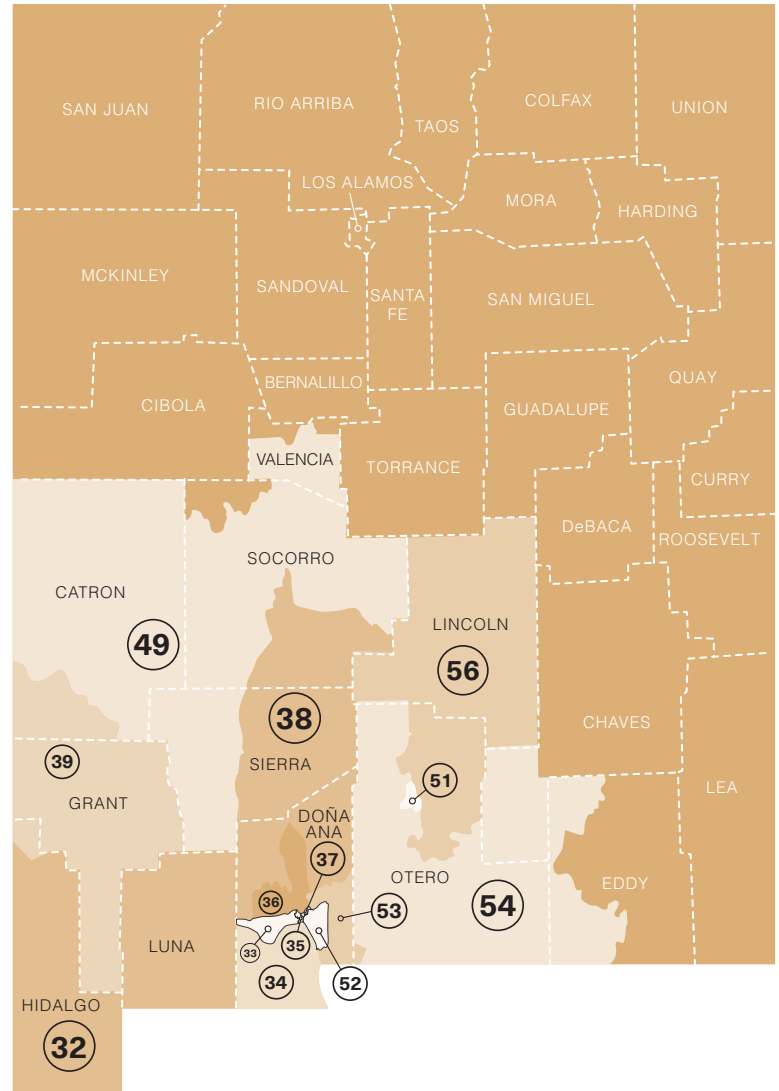 SAN JUAN
RIO ARRIBA
TAOS
COLFAX
UNION
LOS ALAMOS
MORA
HARDING
MCKINLEY
SANDOVAL
SANTA
FE
SAN MIGUEL
CIBOLA
BERNALILLO
QUAY
GUADALUPE
VALENCIA
TORRANCE
CURRY
DeBACA
ROOSEVELT
SOCORRO
CATRON
LINCOLN
49
56
38
CHAVES
39
SIERRA
51
LEA
GRANT
DOÑA
ANA
37
OTERO
EDDY
36
53
54
LUNA
33
35
34
52
HIDALGO
32